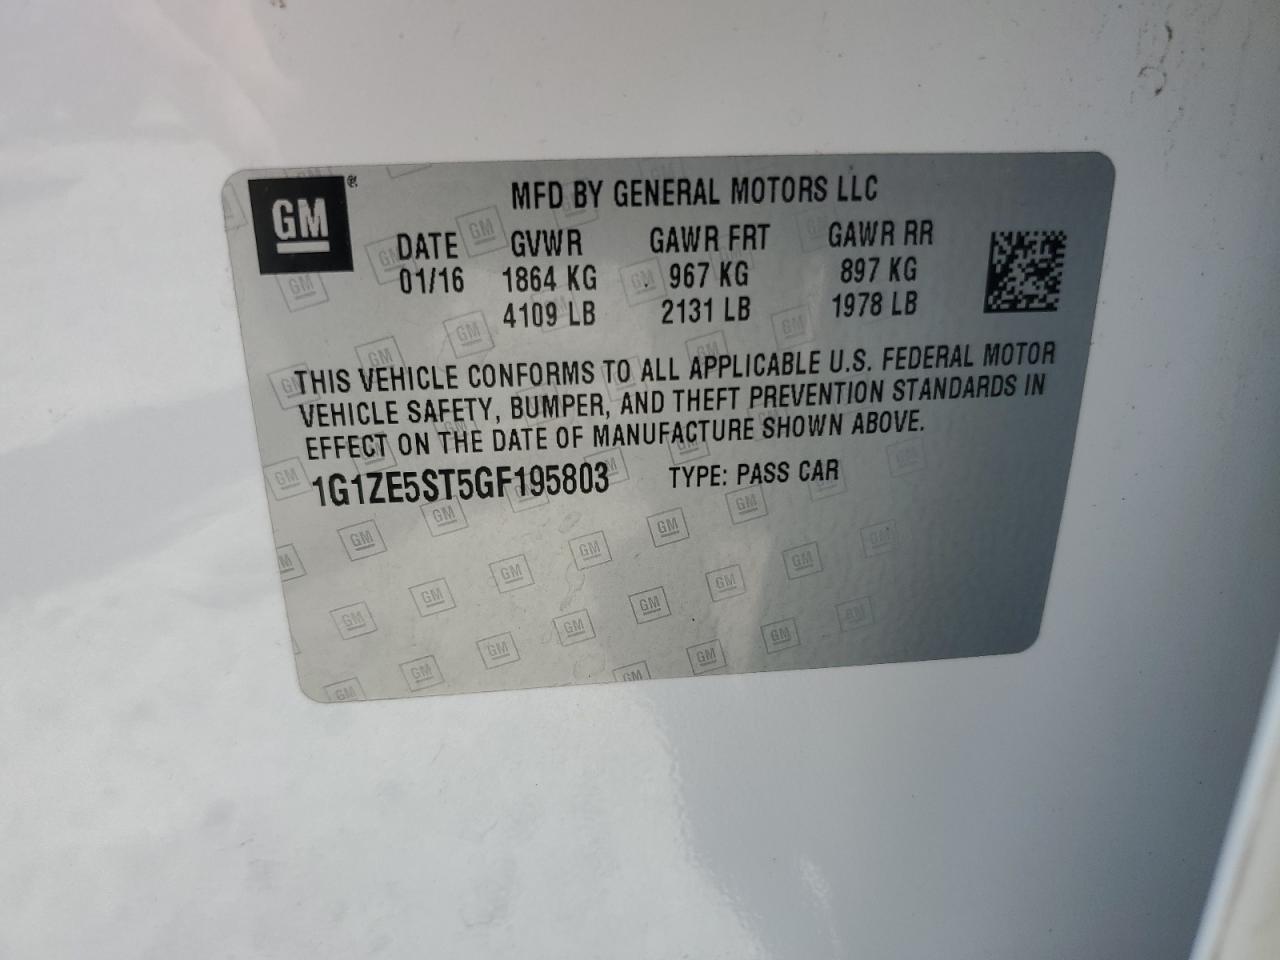 GM ®
MFD BY GENERAL MOTORS LLC
DATE GVWR GAWR FRT GAWR RR
01/16 1864 KG 967 KG 897 KG
4109 LB 2131 LB 1978 LB
THIS VEHICLE CONFORMS TO ALL APPLICABLE U.S. FEDERAL MOTOR
VEHICLE SAFETY, BUMPER, AND THEFT PREVENTION STANDARDS IN
EFFECT ON THE DATE OF MANUFACTURE SHOWN ABOVE.
1G1ZE5ST5GF195803 TYPE: PASS CAR